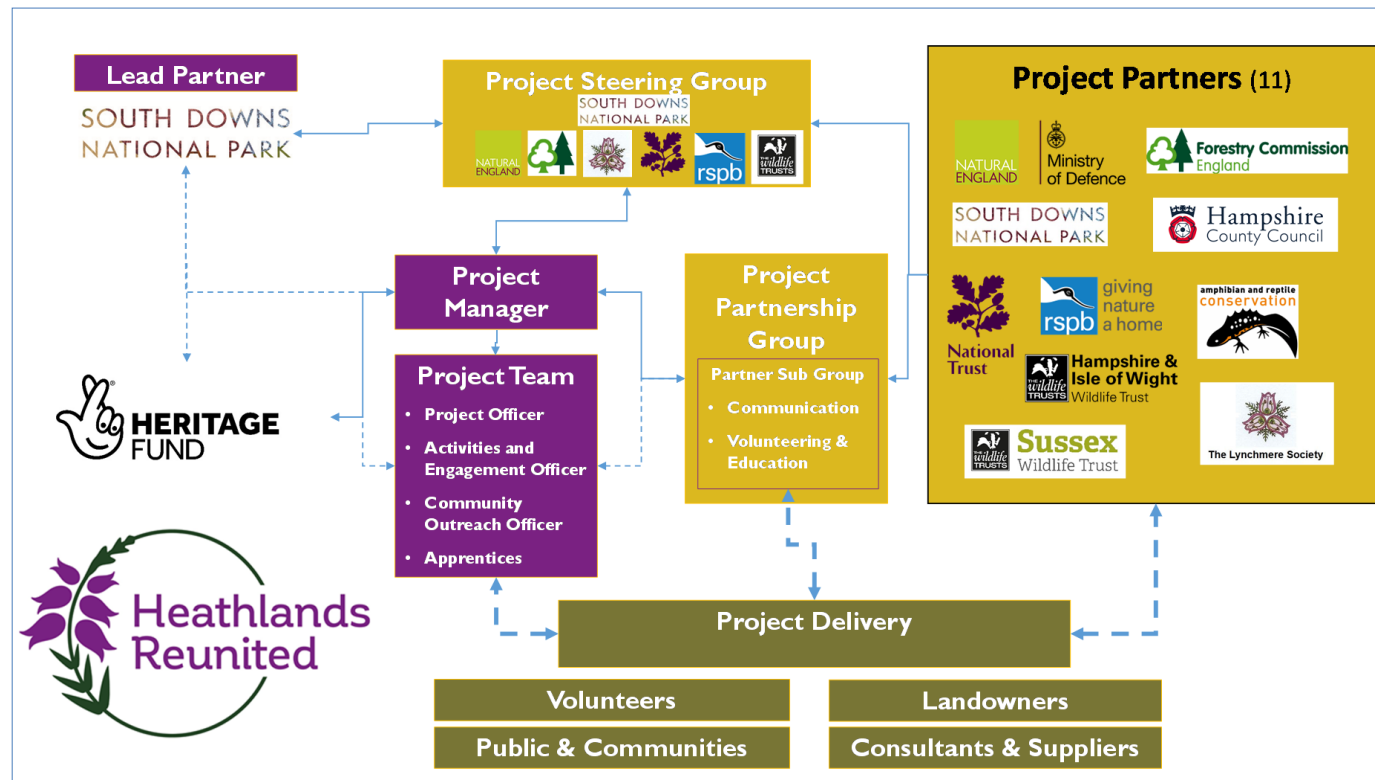 Lead Partner
SOUTH DOWNS
NATIONAL PARK
Project Steering Group
SOUTH DOWNS
NATIONAL PARK
NATURAL
ENGLAND
rspb
THE
wildlife
TRUSTS
Project Partners (11)
NATURAL
ENGLAND
Ministry
of Defence
Forestry Commission
England
SOUTH DOWNS
NATIONAL PARK
Hampshire
County Council
National
Trust
rspb
giving
nature
a home
amphibian and reptile
conservation
THE
wildlife
TRUSTS
Hampshire &
Isle of Wight
Wildlife Trust
THE
wildlife
TRUSTS
Sussex
Wildlife Trust
The Lynchmere Society
Project
Manager
Project
Partnership
Group
Partner Sub Group
• Communication
• Volunteering &
Education
Project Team
• Project Officer
• Activities and
Engagement Officer
• Community
Outreach Officer
• Apprentices
HERITAGE
FUND
Heathlands
Reunited
Project Delivery
Volunteers
Landowners
Public & Communities
Consultants & Suppliers